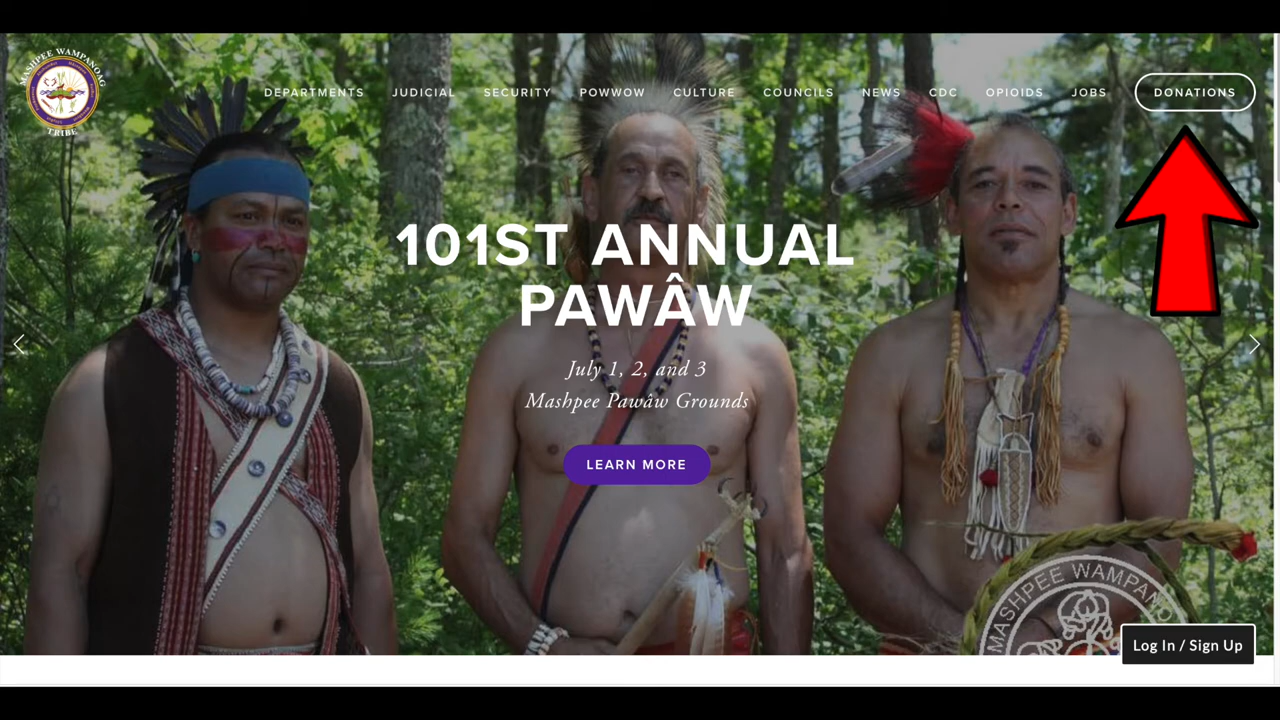 MASHPEE WAMPANOAG
TRIBE
DEPARTMENTS JUDICIAL SECURITY POWWOW CULTURE COUNCILS NEWS CDC OPIOIDS JOBS DONATIONS
101ST ANNUAL
PAWÂW
July 1, 2, and 3
Mashpee Pawâw Grounds
LEARN MORE
MASHPEE WAMPANO
Log In / Sign Up